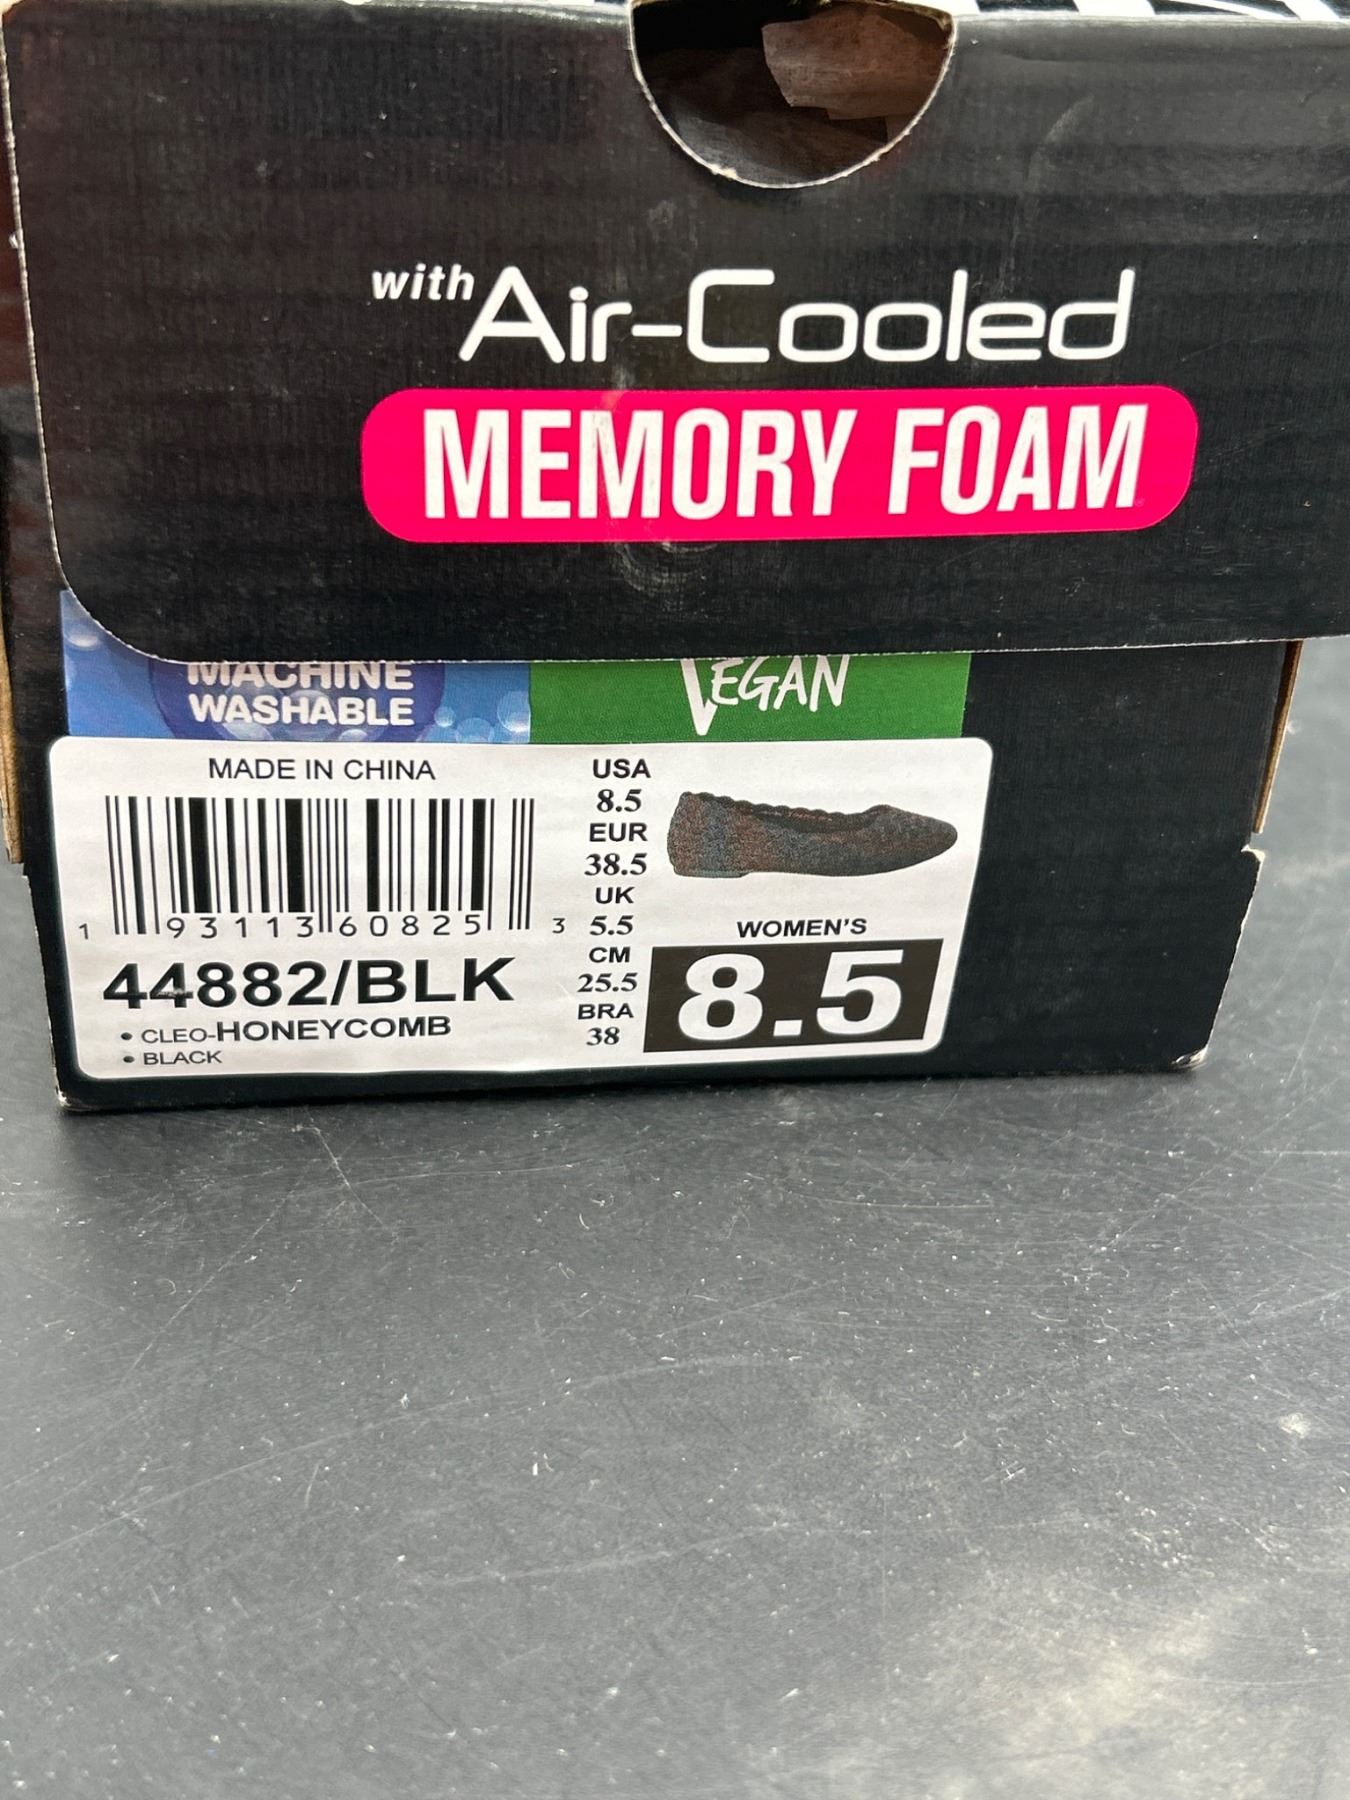 with Air-Cooled
MEMORY FOAM
MACHINE
WASHABLE
VEGAN
MADE IN CHINA
1 93113 60825 3
44882/BLK
• CLEO-HONEYCOMB
• BLACK
USA
8.5
EUR
38.5
UK
5.5
CM
25.5
BRA
38
WOMEN'S
8.5